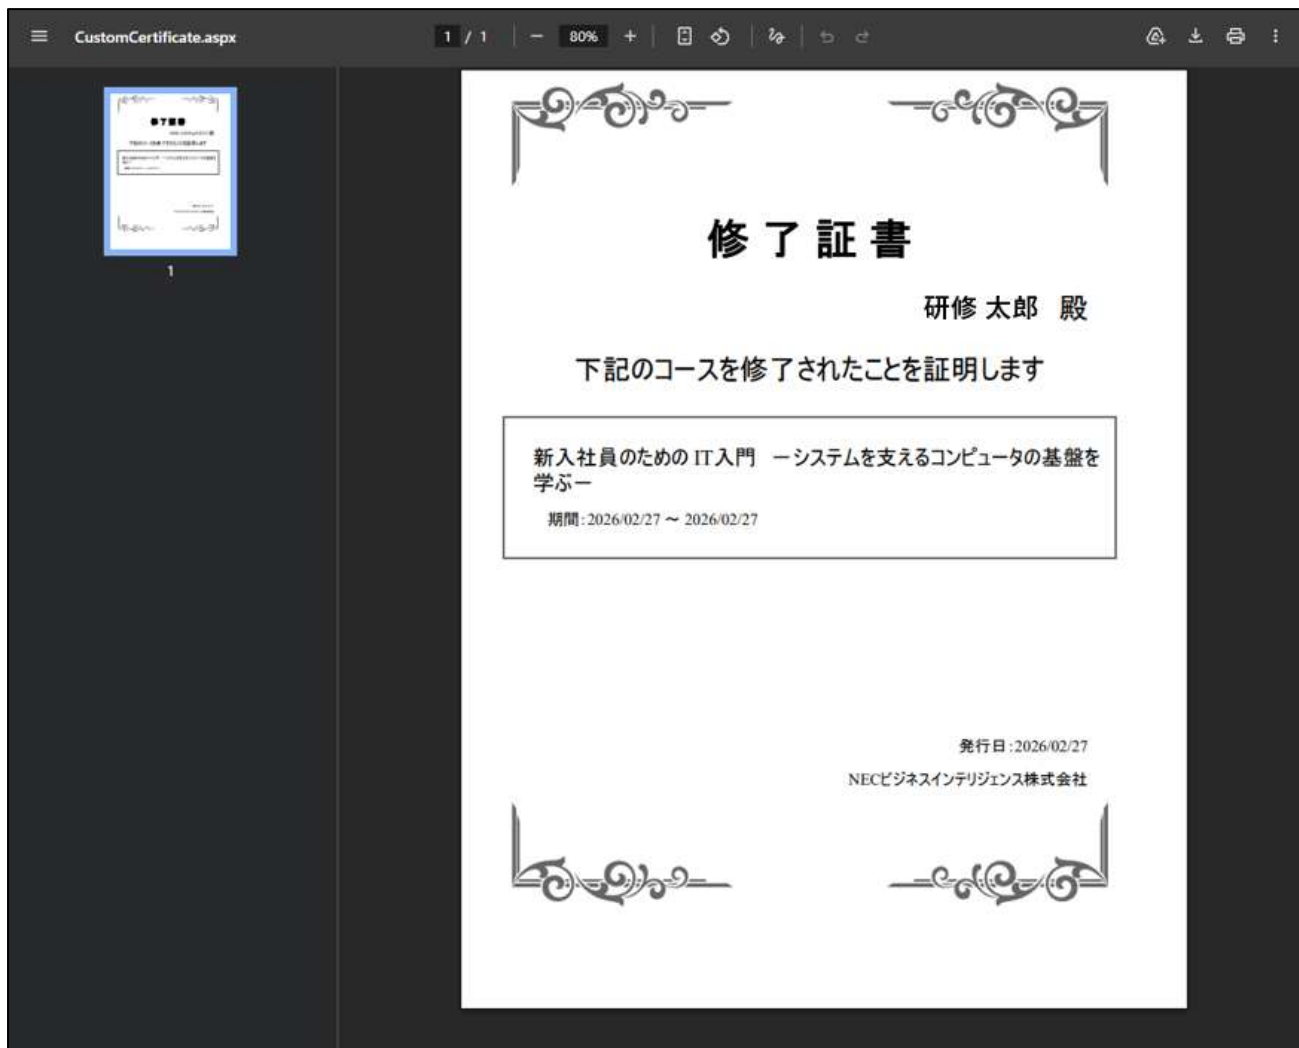 CustomCertificate.aspx
1 / 1
80%
1
修了証書
研修 太郎 殿
下記のコースを修了されたことを証明します
新入社員のための IT入門 ーシステムを支えるコンピュータの基盤を
学ぶー
期間:2026/02/27 ~ 2026/02/27
発行日:2026/02/27
NECビジネスインテリジェンス株式会社